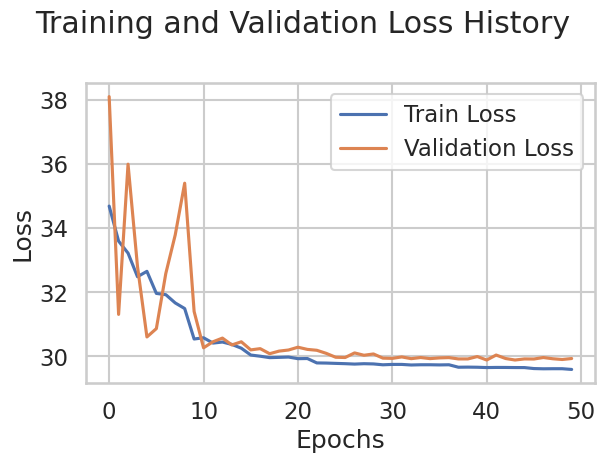 Training and Validation Loss History
Train Loss
Validation Loss
38
36
34
32
30
Loss
0
10
20
30
40
50
Epochs